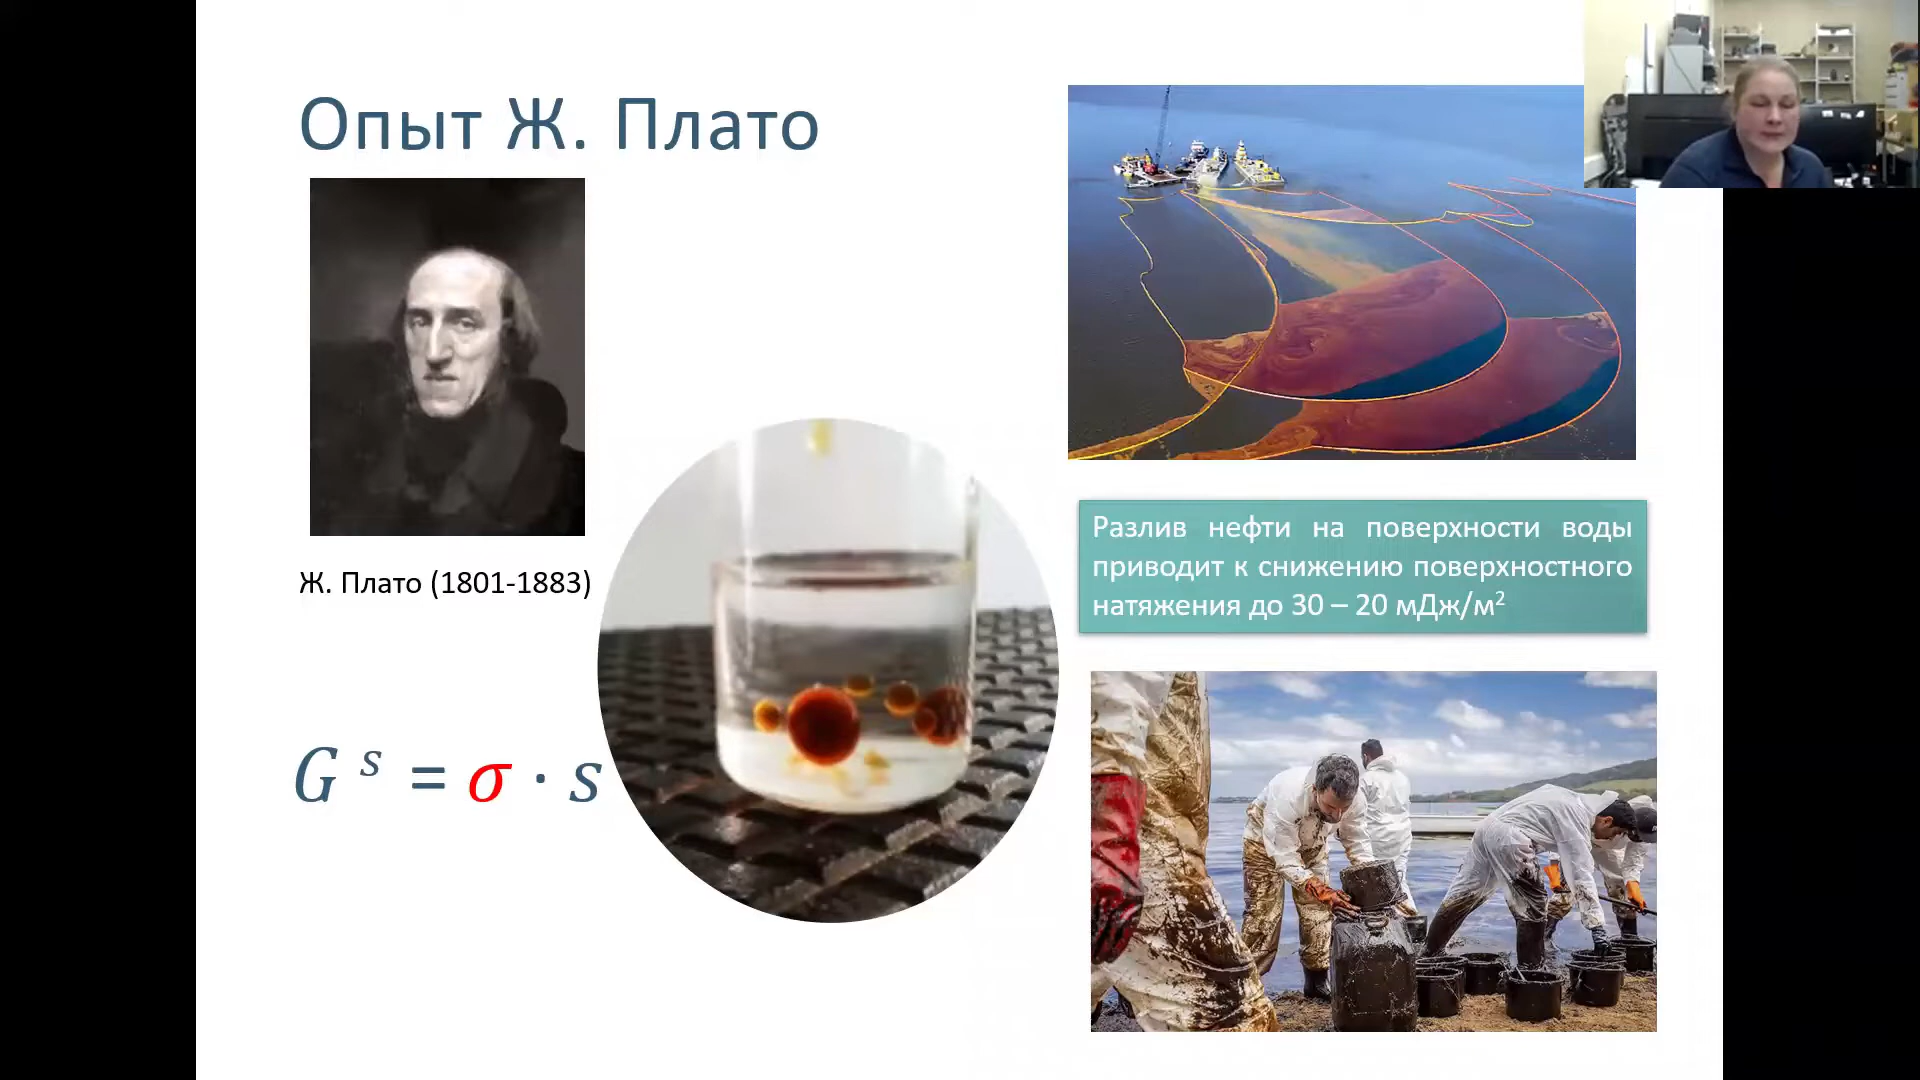 Опыт Ж. Плато
Ж. Плато (1801-1883)
G ˢ = σ · s
Разлив нефти на поверхности воды
приводит к снижению поверхностного
натяжения до 30 – 20 мДж/м²